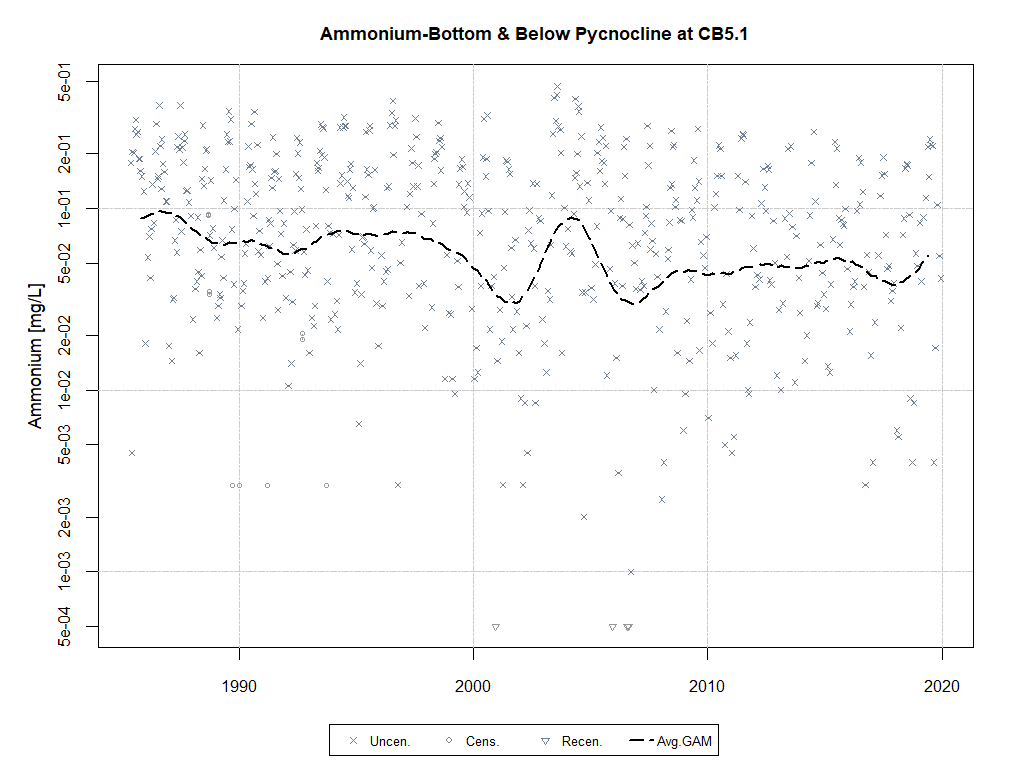 Ammonium-Bottom & Below Pycnocline at CB5.1
Ammonium [mg/L]
5e-01
2e-01
1e-01
5e-02
2e-02
1e-02
5e-03
2e-03
1e-03
5e-04
1990 2000 2010 2020
Uncen. Cens. Recen. Avg.GAM